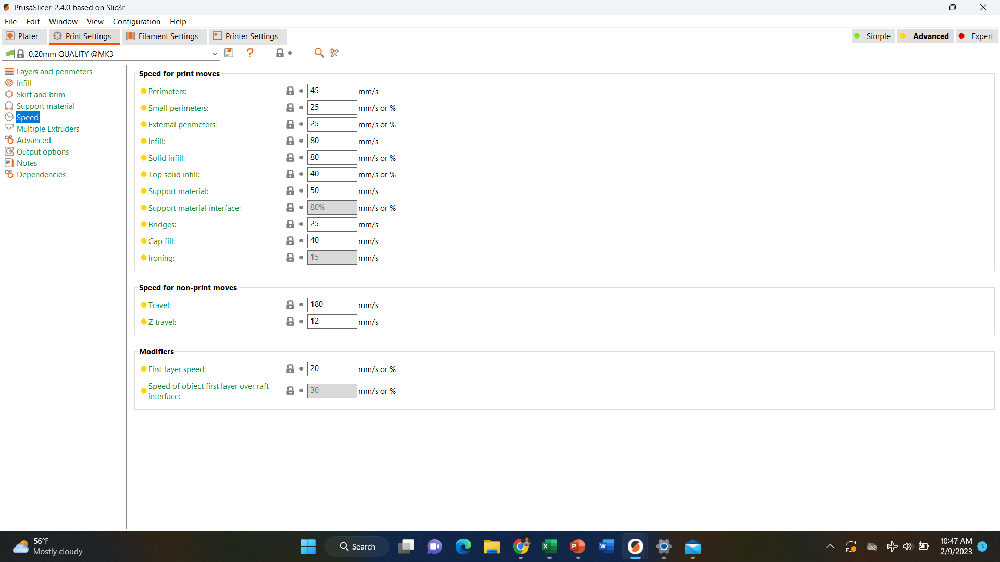 PrusaSlicer-2.4.0 based on Slic3r
File Edit Window View Configuration Help
Plater Print Settings Filament Settings Printer Settings Simple Advanced Expert
0.20mm QUALITY @MK3 ?
Layers and perimeters
Infill
Skirt and brim
Support material
Speed
Multiple Extruders
Advanced
Output options
Notes
Dependencies
Speed for print moves
Perimeters: 45 mm/s
Small perimeters: 25 mm/s or %
External perimeters: 25 mm/s or %
Infill: 80 mm/s
Solid infill: 80 mm/s or %
Top solid infill: 40 mm/s or %
Support material: 50 mm/s
Support material interface: 80% mm/s or %
Bridges: 25 mm/s
Gap fill: 40 mm/s
Ironing: 15 mm/s
Speed for non-print moves
Travel: 180 mm/s
Z travel: 12 mm/s
Modifiers
First layer speed: 20 mm/s or %
Speed of object first layer over raft
interface: 30 mm/s or %
56°F
Mostly cloudy
Search
X
P
W
10:47 AM
2/9/2023
3